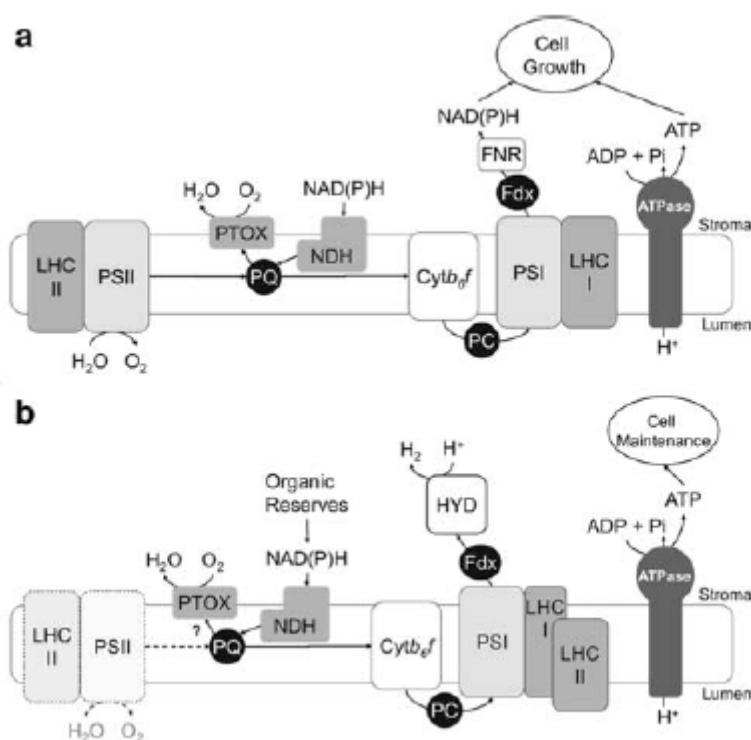 a
Cell
Growth
NAD(P)H
ATP
FNR
ADP + Pi
H₂O O₂
NAD(P)H
Fdx
ATPase
PTOX
Stroma
LHC
II
PSII
PQ
NDH
Cytb₆f
PSI
LHC
I
PC
Lumen
H₂O O₂
H⁺
b
Cell
Maintenance
H₂ H⁺
Organic
Reserves
HYD
ATP
ADP + Pi
H₂O O₂
NAD(P)H
Fdx
ATPase
PTOX
Stroma
LHC
II
PSII
?
PQ
NDH
Cytb₆f
PSI
LHC
I
LHC
II
PC
Lumen
H₂O O₂
H⁺